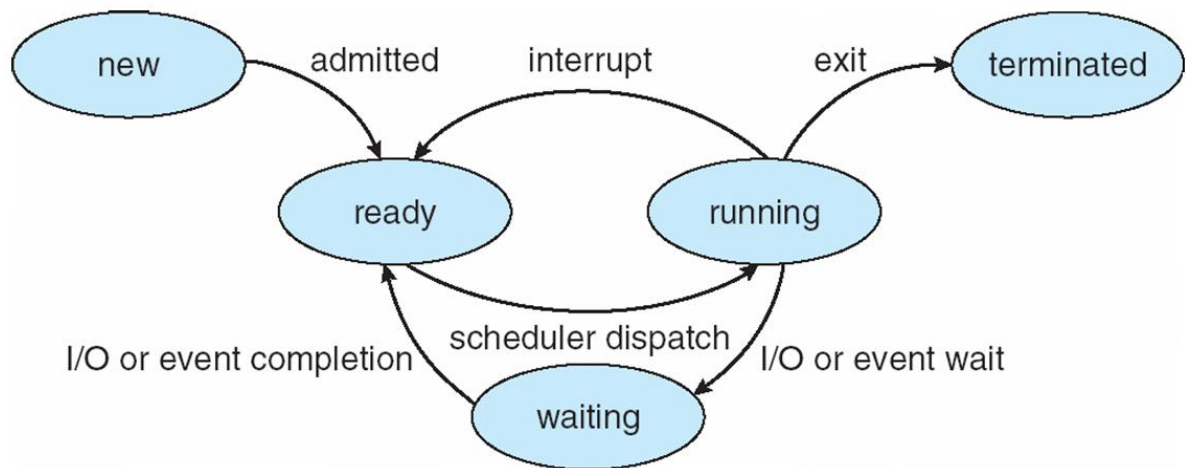 new
admitted
interrupt
exit
terminated
ready
running
scheduler dispatch
I/O or event completion
I/O or event wait
waiting